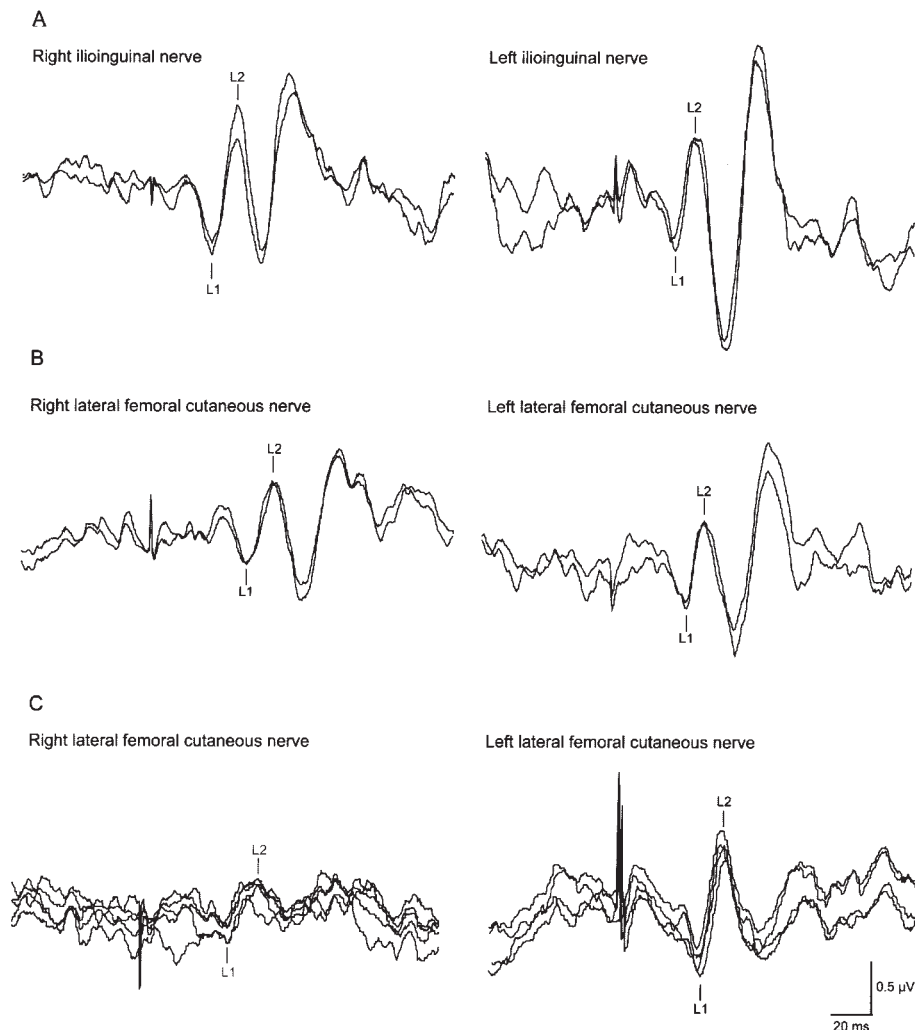 A
Right ilioinguinal nerve
Left ilioinguinal nerve
L2
L1
L2
L1
B
Right lateral femoral cutaneous nerve
Left lateral femoral cutaneous nerve
L2
L1
L2
L1
C
Right lateral femoral cutaneous nerve
Left lateral femoral cutaneous nerve
L2
L1
L2
L1
0.5 µV
20 ms